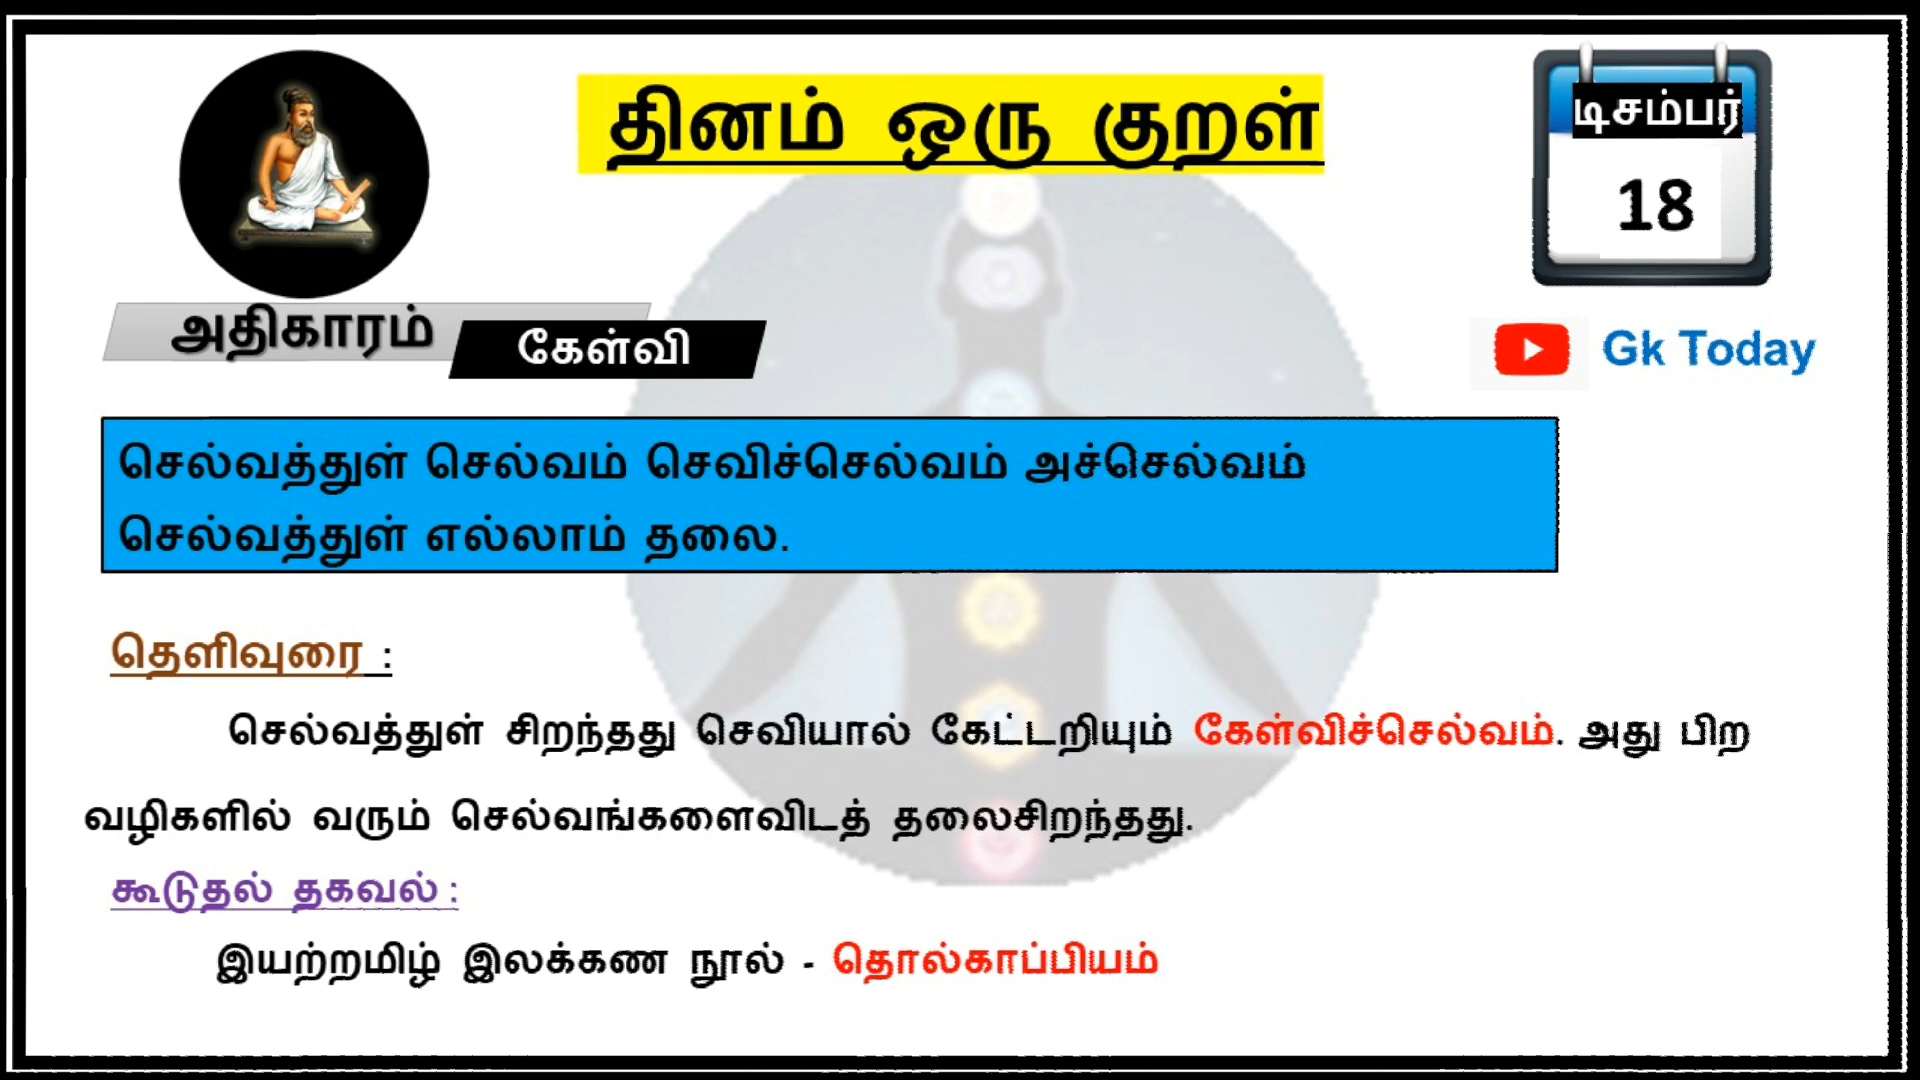 தினம் ஒரு குறள்
டிசம்பர்
18
அதிகாரம்
கேள்வி
Gk Today
செல்வத்துள் செல்வம் செவிச்செல்வம் அச்செல்வம்
செல்வத்துள் எல்லாம் தலை.
தெளிவுரை :
செல்வத்துள் சிறந்தது செவியால் கேட்டறியும் கேள்விச்செல்வம். அது பிற
வழிகளில் வரும் செல்வங்களைவிடத் தலைசிறந்தது.
கூடுதல் தகவல் :
இயற்றமிழ் இலக்கண நூல் - தொல்காப்பியம்